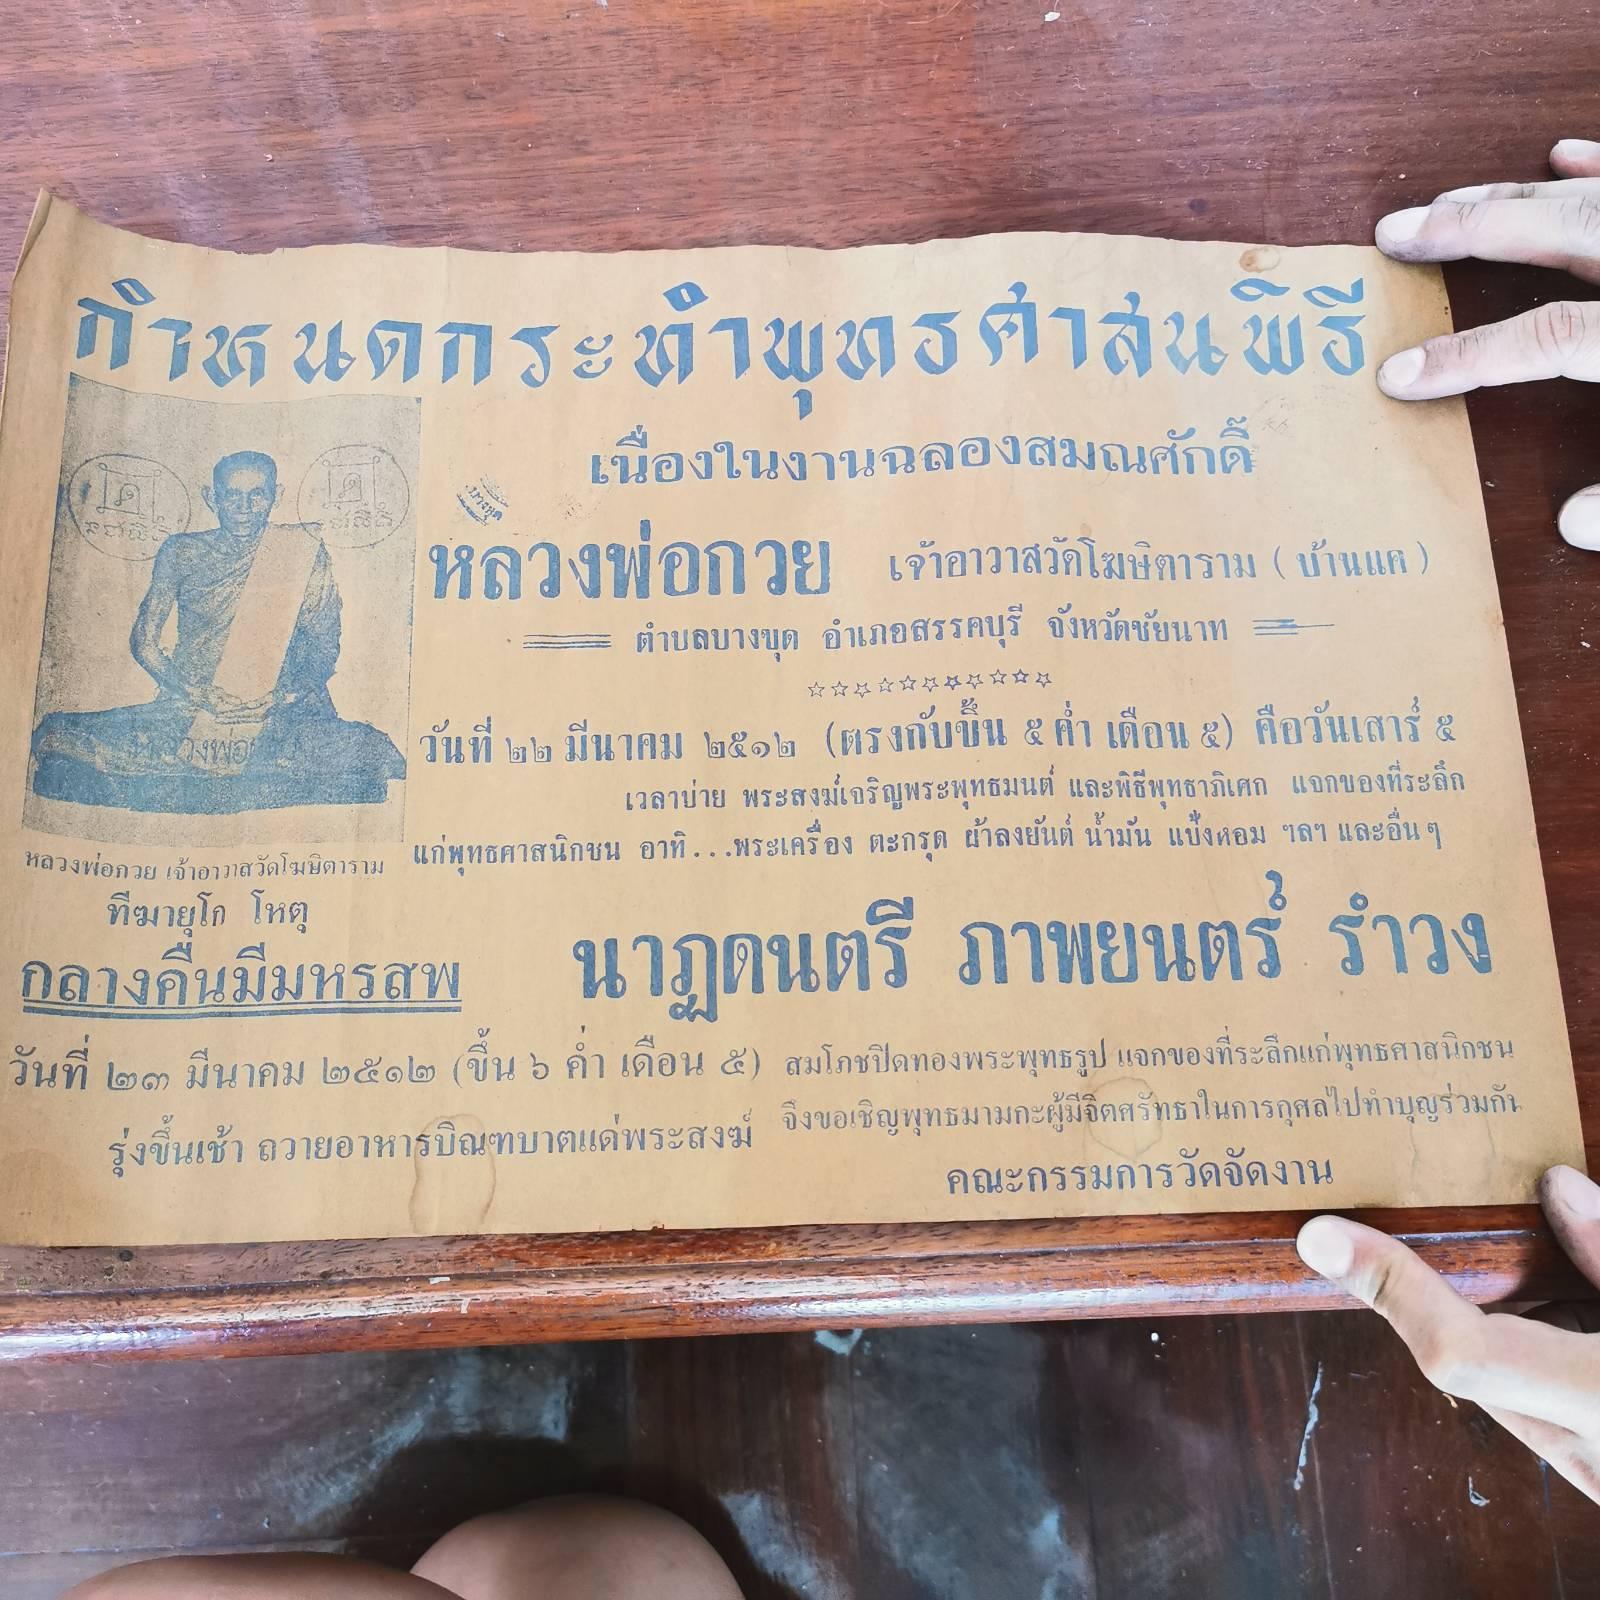 กำหนดกระทำพุทธศาสนพิธี
เนื่องในงานฉลองสมณศักดิ์
หลวงพ่อกวย เจ้าอาวาสวัดโฆษิตาราม ( บ้านแค )
ตำบลบางขุด อำเภอสรรคบุรี จังหวัดชัยนาท
วันที่ ๒๒ มีนาคม ๒๕๑๒ (ตรงกับขึ้น ๕ ค่ำ เดือน ๕) คือวันเสาร์ ๕
เวลาบ่าย พระสงฆ์เจริญพระพุทธมนต์ และพิธีพุทธาภิเศก แจกของที่ระลึก
แก่พุทธศาสนิกชน อาทิ...พระเครื่อง ตะกรุด ผ้าลงยันต์ น้ำมัน แป้งหอม ฯลฯ และอื่นๆ
หลวงพ่อกวย เจ้าอาวาสวัดโฆษิตาราม
ทีฆายุโก โหตุ
กลางคืนมีมหรสพ นาฏดนตรี ภาพยนตร์ รำวง
วันที่ ๒๓ มีนาคม ๒๕๑๒ (ขึ้น ๖ ค่ำ เดือน ๕) สมโภชปิดทองพระพุทธรูป แจกของที่ระลึกแก่พุทธศาสนิกชน
รุ่งขึ้นเช้า ถวายอาหารบิณฑบาตแด่พระสงฆ์ จึงขอเชิญพุทธมามกะผู้มีจิตศรัทธาในการกุศลไปทำบุญร่วมกัน
คณะกรรมการวัดจัดงาน